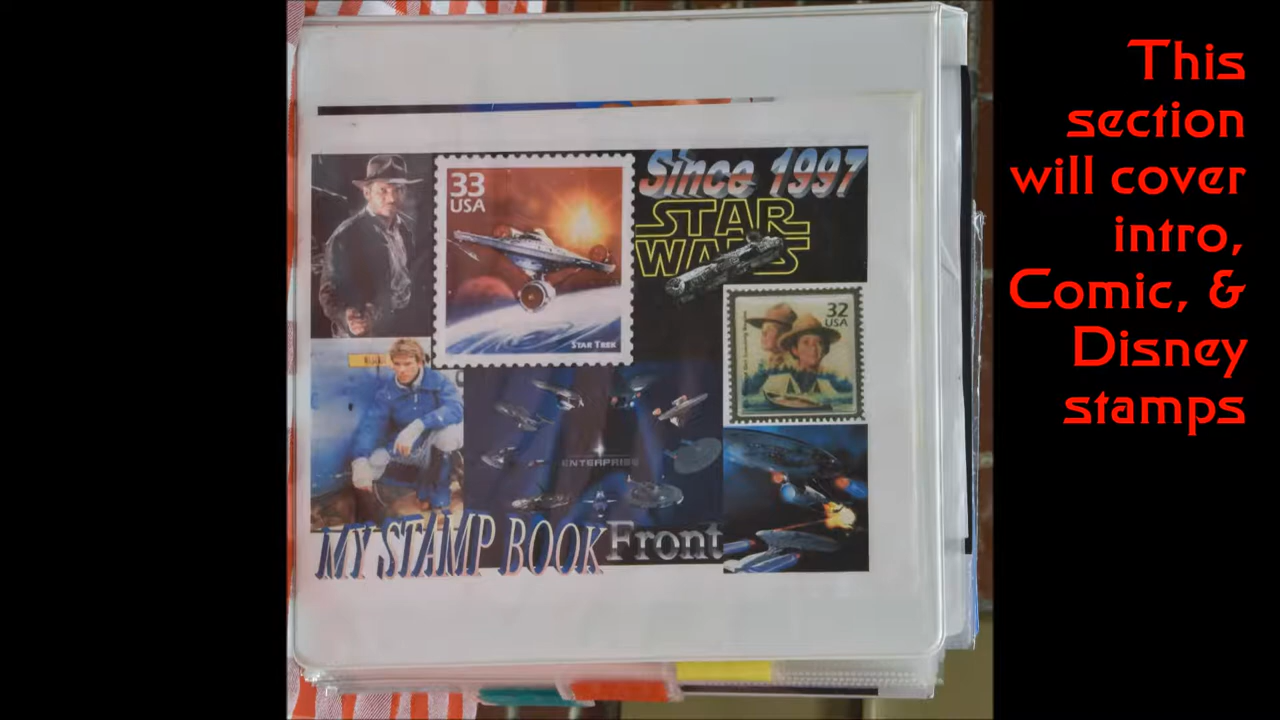 33
USA
STAR TREK
Since 1997
STAR
WARS
32
USA
ENTERPRISE
MY STAMP BOOK Front
This
section
will cover
intro,
Comic, &
Disney
stamps